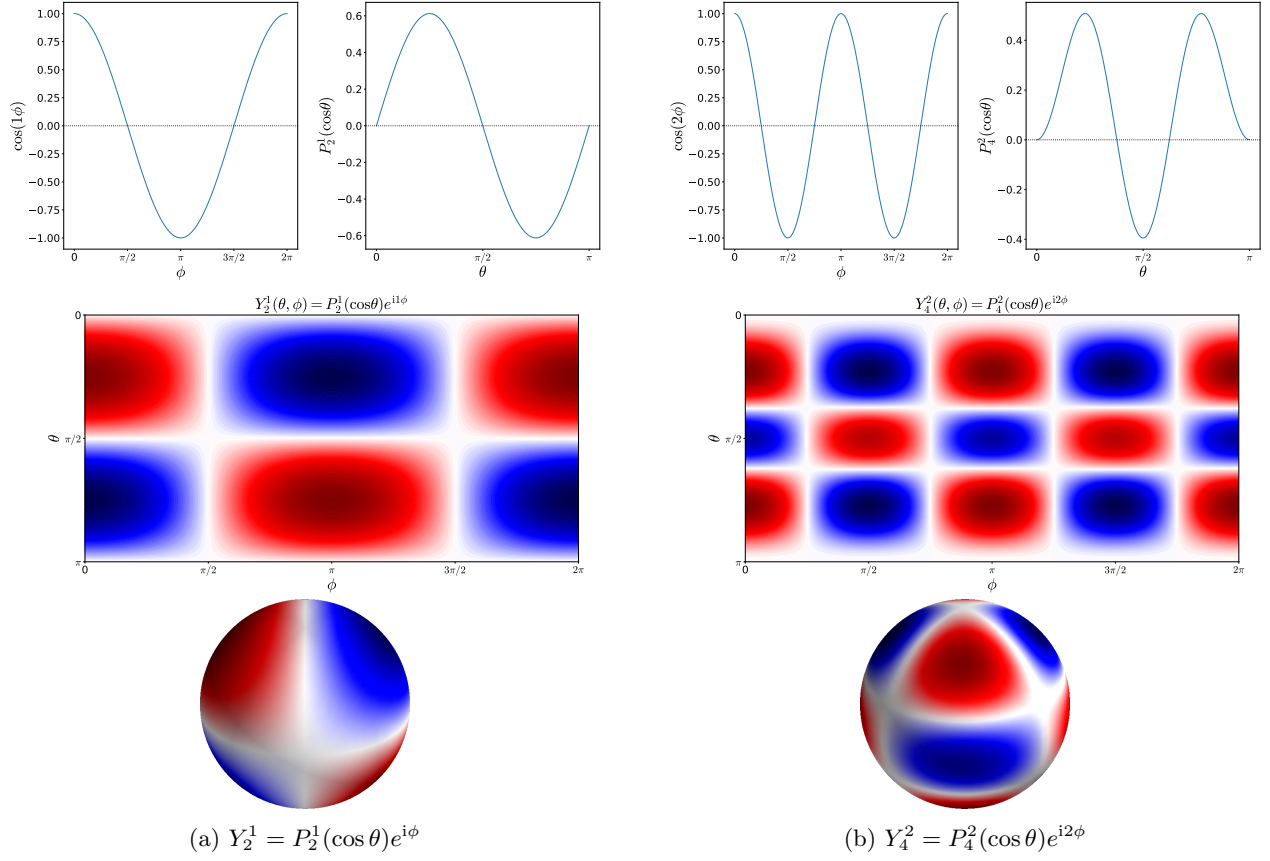 1.00
0.75
0.50
0.25
0.00
−0.25
−0.50
−0.75
−1.00
cos(1ϕ)
0 π/2 π 3π/2 2π
ϕ
0.6
0.4
0.2
0.0
−0.2
−0.4
−0.6
P_2^1(cosθ)
0 π/2 π
θ
1.00
0.75
0.50
0.25
0.00
−0.25
−0.50
−0.75
−1.00
cos(2ϕ)
0 π/2 π 3π/2 2π
ϕ
0.4
0.2
0.0
−0.2
−0.4
P_4^2(cosθ)
0 π/2 π
θ
Y_2^1(θ, ϕ) = P_2^1(cosθ)e^{i1ϕ}
0
π/2
π
θ
0 π/2 π 3π/2 2π
ϕ
Y_4^2(θ, ϕ) = P_4^2(cosθ)e^{i2ϕ}
0
π/2
π
θ
0 π/2 π 3π/2 2π
ϕ
(a) Y_2^1 = P_2^1(cos θ)e^{iϕ}
(b) Y_4^2 = P_4^2(cos θ)e^{i2ϕ}